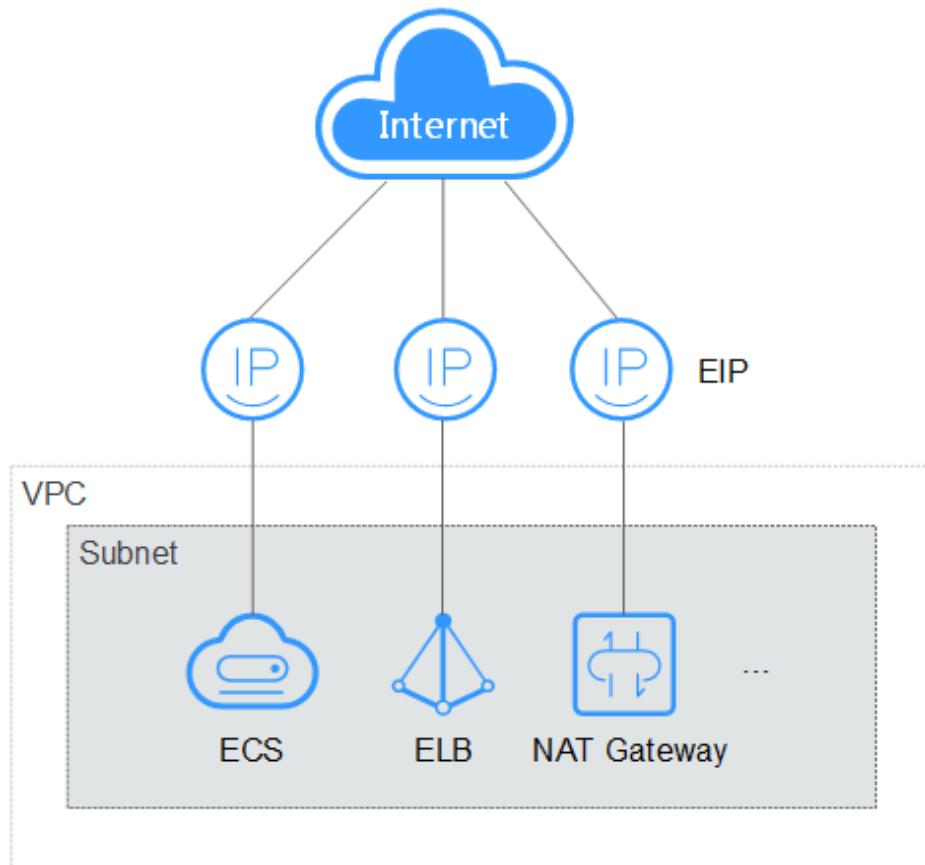 Internet
IP
IP
IP
EIP
VPC
Subnet
...
ECS
ELB
NAT Gateway